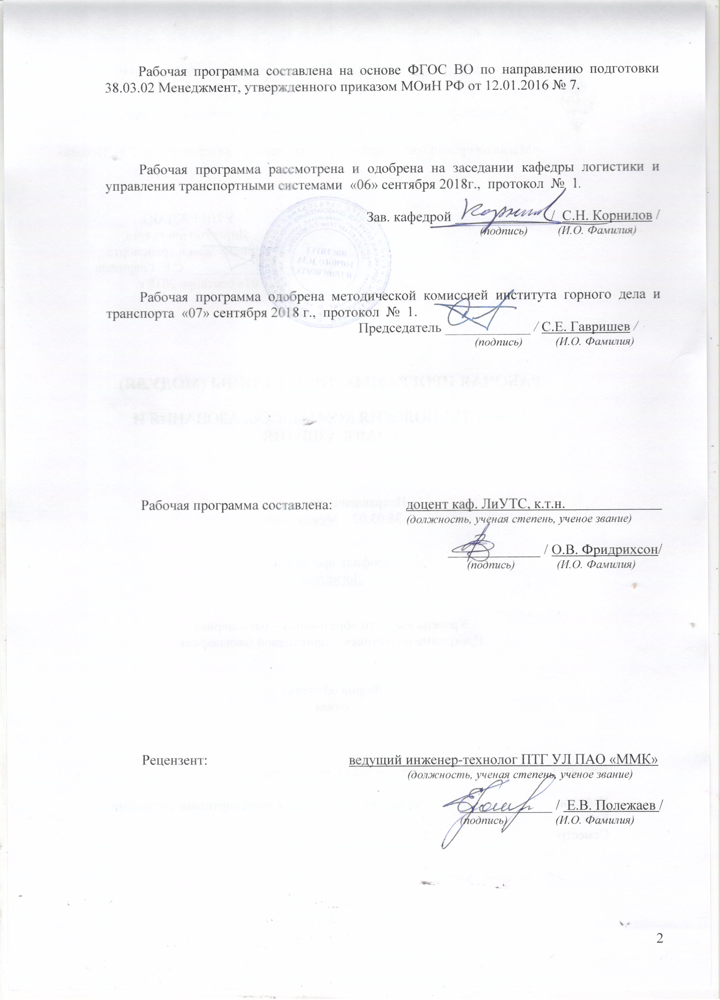 Рабочая программа составлена на основе ФГОС ВО по направлению подготовки
38.03.02 Менеджмент, утвержденного приказом МОиН РФ от 12.01.2016 № 7.
Рабочая программа рассмотрена и одобрена на заседании кафедры логистики и
управления транспортными системами «06» сентября 2018г., протокол № 1.
Зав. кафедрой ____________ / С.Н. Корнилов /
(подпись) (И.О. Фамилия)
Рабочая программа одобрена методической комиссией института горного дела и
транспорта «07» сентября 2018 г., протокол № 1.
Председатель ____________ / С.Е. Гавришев /
(подпись) (И.О. Фамилия)
Рабочая программа составлена: доцент каф. ЛиУТС, к.т.н.
(должность, ученая степень, ученое звание)
____________ / О.В. Фридрихсон/
(подпись) (И.О. Фамилия)
Рецензент: ведущий инженер-технолог ПТГ УЛ ПАО «ММК»
(должность, ученая степень, ученое звание)
____________ / Е.В. Полежаев /
(подпись) (И.О. Фамилия)
2